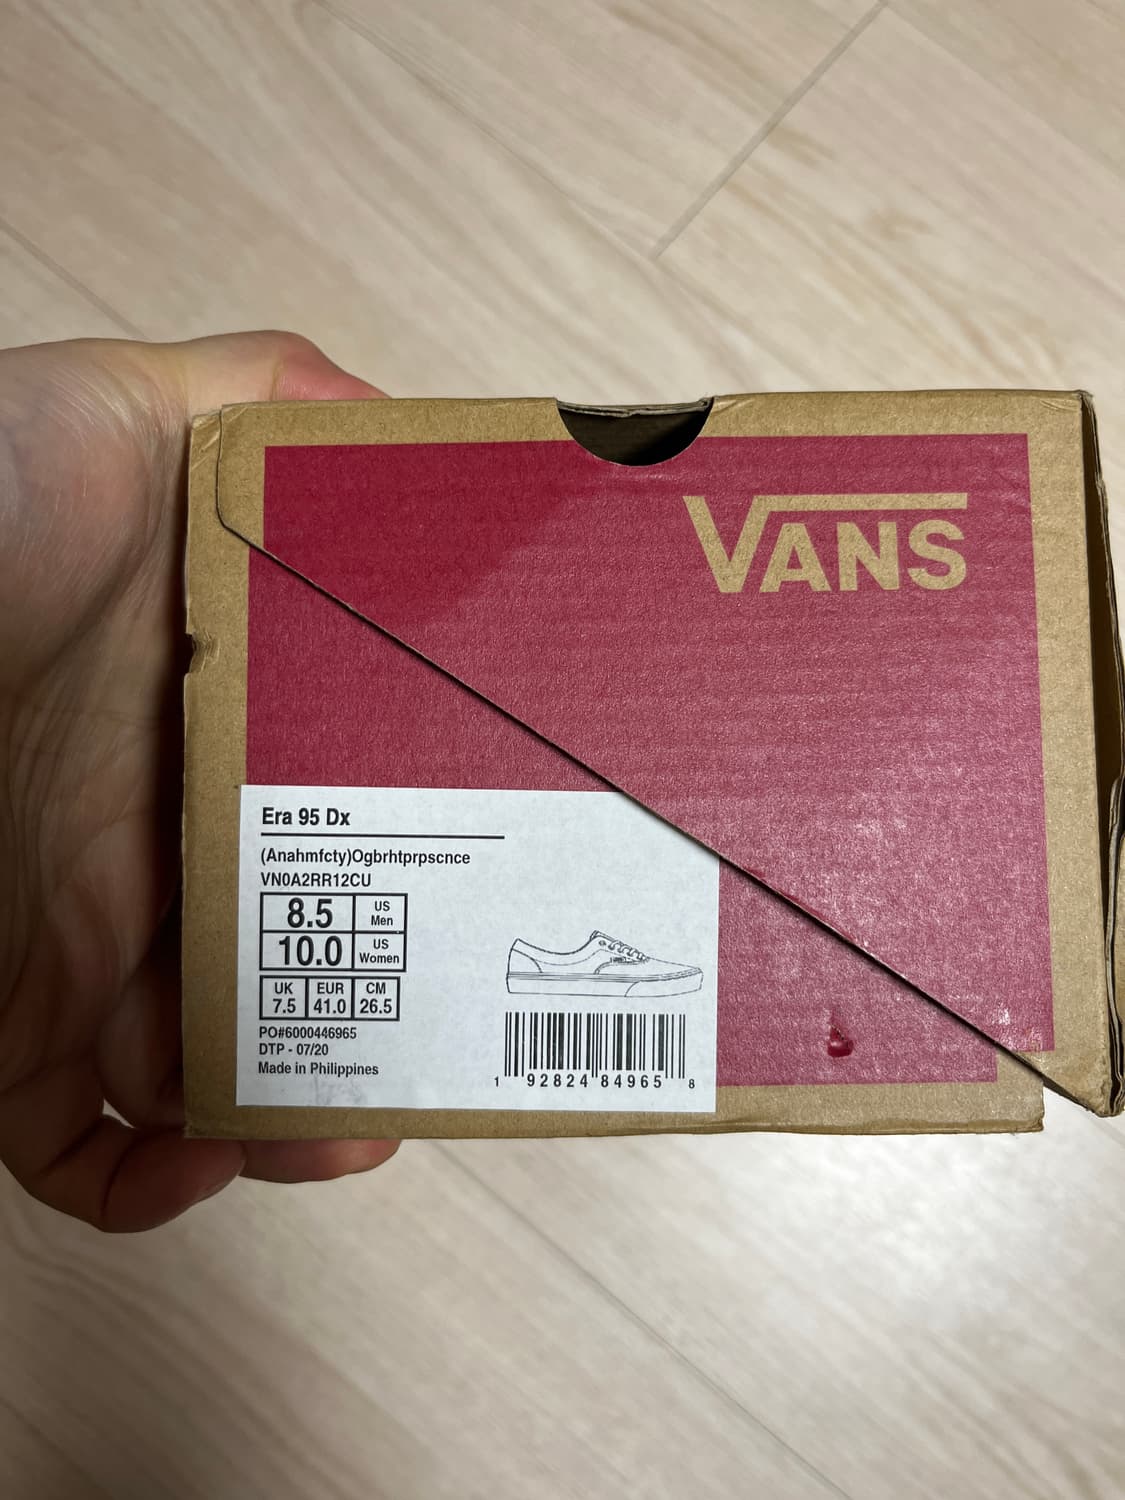 VANS
Era 95 Dx
(Anahmfcty)Ogbrhtprpscnce
VN0A2RR12CU
8.5 US Men
10.0 US Women
UK EUR CM
7.5 41.0 26.5
PO#6000446965
DTP - 07/20
Made in Philippines
1 92824 84965 8